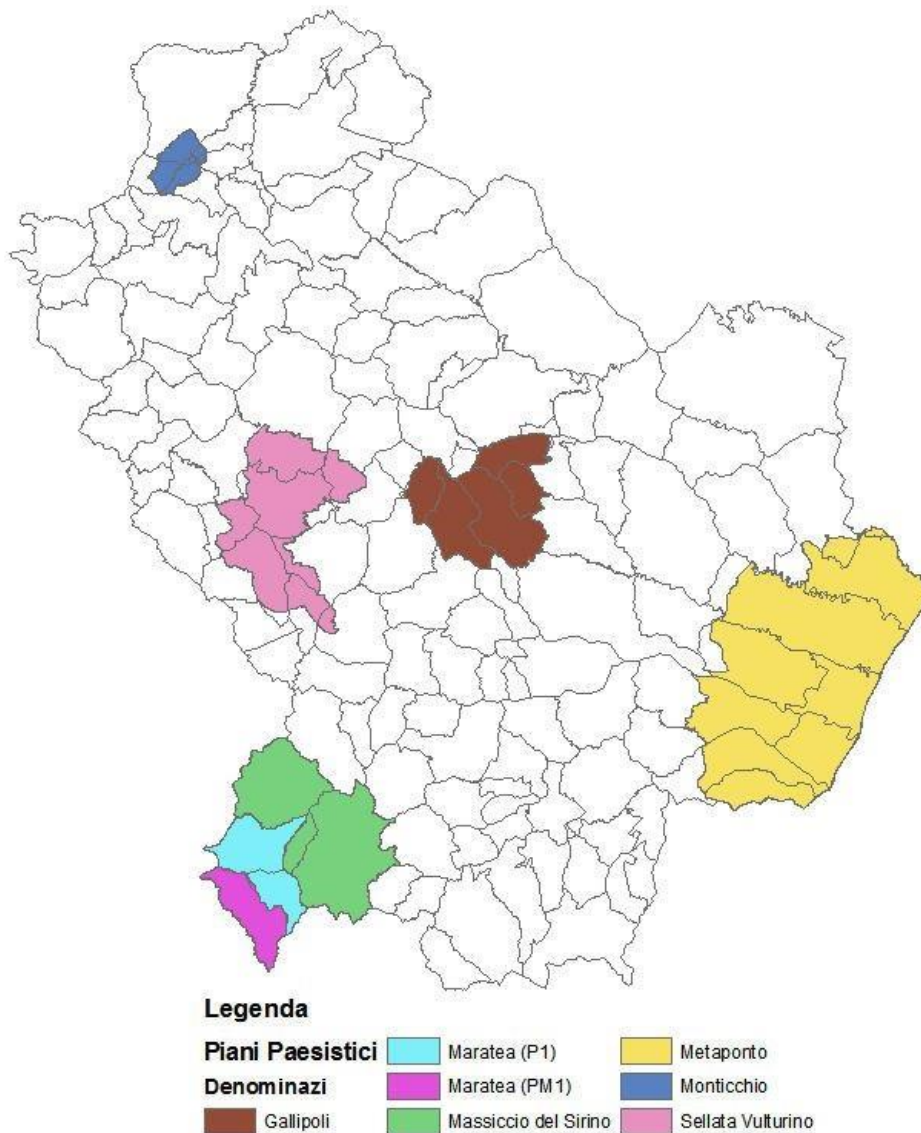 Legenda
Piani Paesistici
Denominazi
Gallipoli
Maratea (P1)
Maratea (PM1)
Massiccio del Sirino
Metaponto
Monticchio
Sellata Vulturino